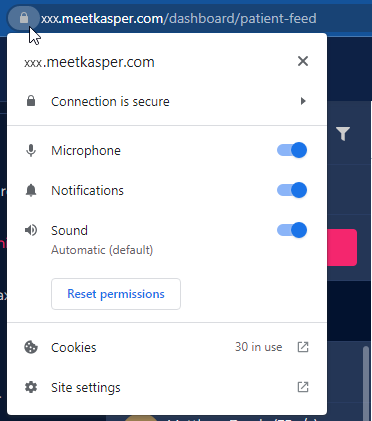 xxx.meetkasper.com/dashboard/patient-feed
xxx.meetkasper.com
Connection is secure
Microphone
Notifications
Sound
Automatic (default)
Reset permissions
Cookies
30 in use
Site settings